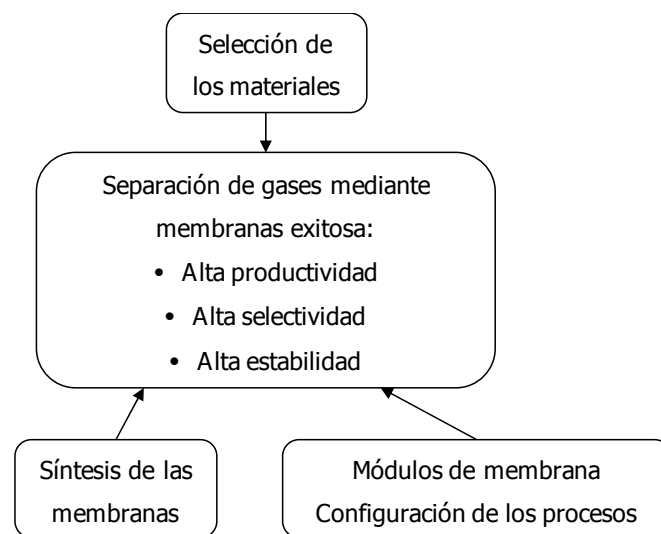 Selección de
los materiales
Separación de gases mediante
membranas exitosa:
• Alta productividad
• Alta selectividad
• Alta estabilidad
Síntesis de las
membranas
Módulos de membrana
Configuración de los procesos